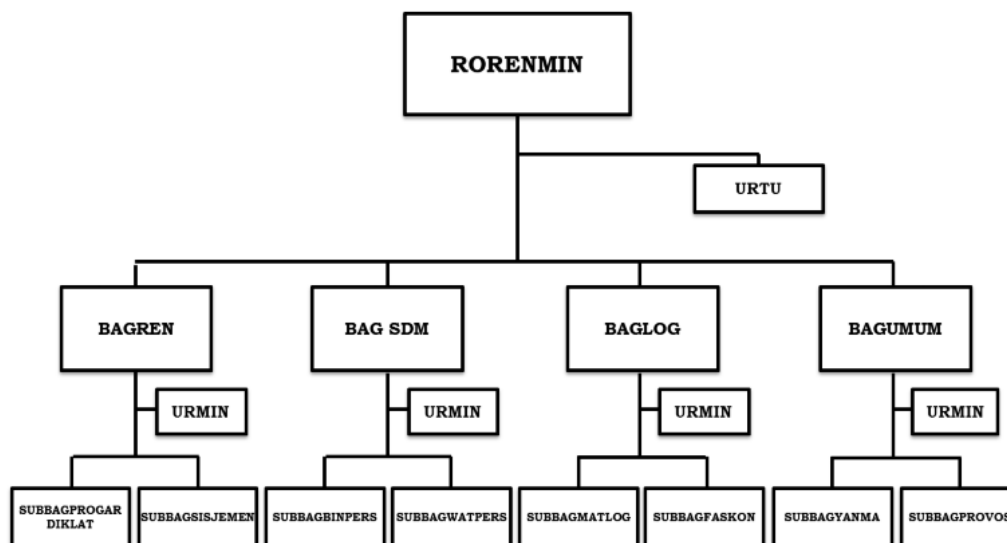 RORENMIN
URTU
BAGREN
BAG SDM
BAGLOG
BAGUMUM
URMIN
URMIN
URMIN
URMIN
SUBBAGPROGAR
DIKLAT
SUBBAGSISJEMEN
SUBBAGBINPERS
SUBBAGWATPERS
SUBBAGMATLOG
SUBBAGFASKON
SUBBAGYANMA
SUBBAGPROVOS